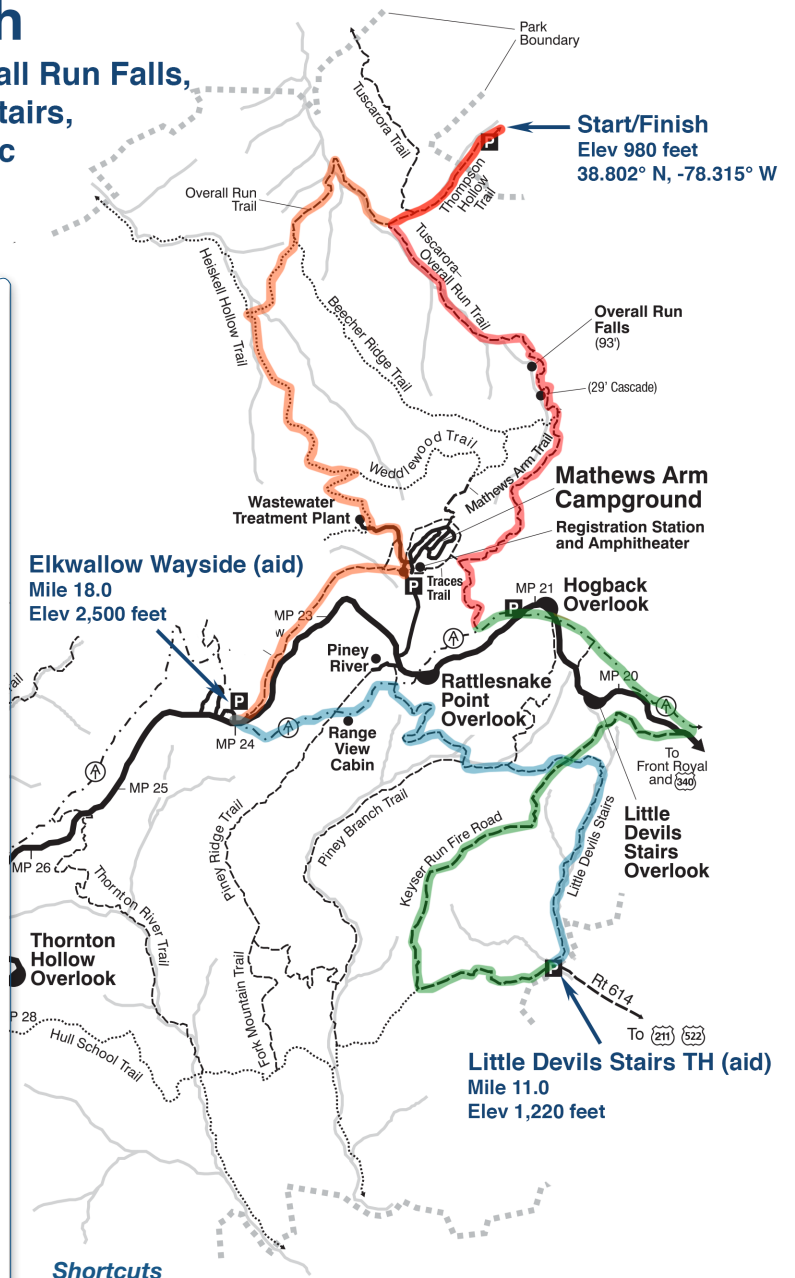 h
all Run Falls,
tairs,
c
Park
Boundary
Tuscarora Trail
Start/Finish
Elev 980 feet
38.802° N, -78.315° W
Thompson
Hollow
Trail
Overall Run
Trail
Tuscarora–
Overall Run Trail
Heiskell Hollow Trail
Beecher Ridge Trail
Overall Run
Falls
(93')
(29' Cascade)
Weddlewood Trail
Mathews Arm Trail
Mathews Arm
Campground
Wastewater
Treatment Plant
Registration Station
and Amphitheater
Elkwallow Wayside (aid)
Mile 18.0
Elev 2,500 feet
P
Traces
Trail
MP 21
Hogback
Overlook
P
MP 23
W
A
Piney
River
Rattlesnake
Point
Overlook
MP 20
A
ail
P
MP 24
A
Range
View
Cabin
To
Front Royal
and 340
A
MP 25
Little
Devils
Stairs
Overlook
Piney Ridge Trail
Piney Branch Trail
Keyser Run Fire Road
Little Devils Stairs
MP 26
Thornton River Trail
Thornton
Hollow
Overlook
Fork Mountain Trail
P
Rt 614
P 28
Hull School Trail
To 211 522
Little Devils Stairs TH (aid)
Mile 11.0
Elev 1,220 feet
Shortcuts
P